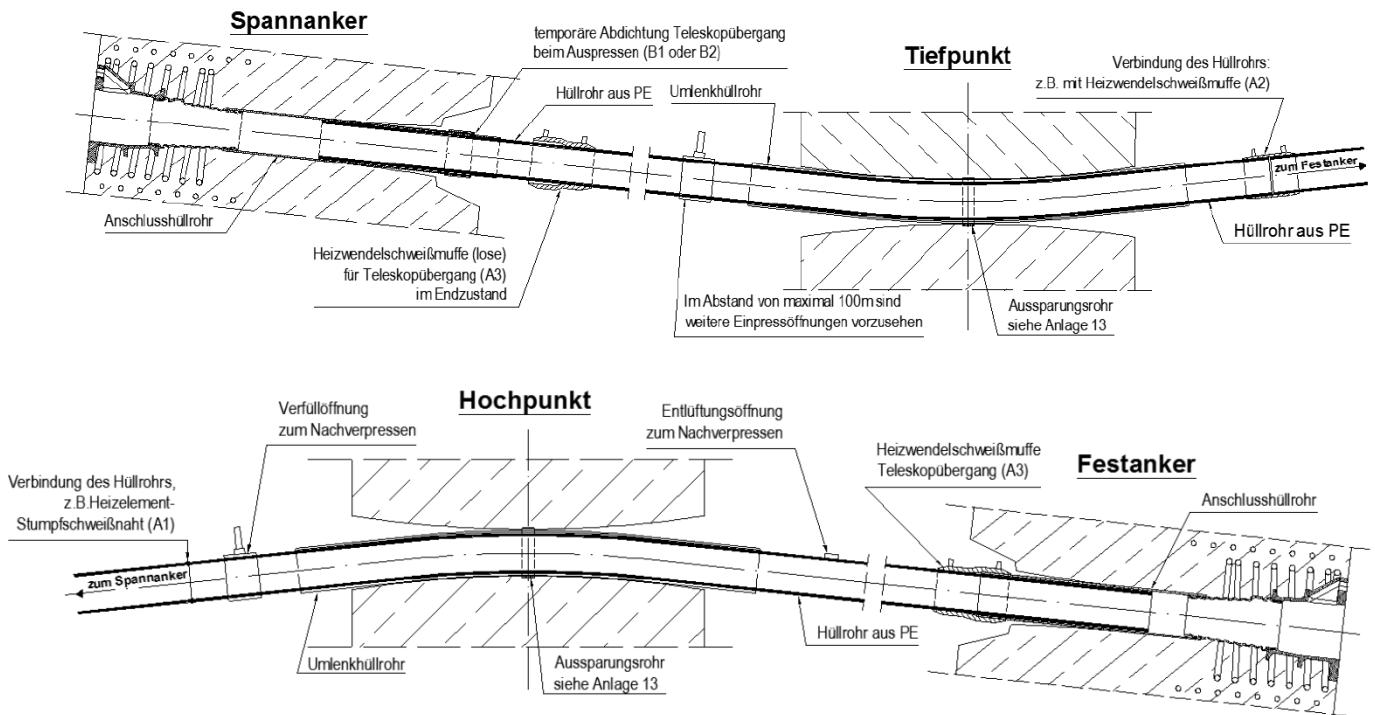 Spannanker
temporäre Abdichtung Teleskopübergang
beim Auspressen (B1 oder B2)
Hüllrohr aus PE
Umlenkhüllrohr
Tiefpunkt
Verbindung des Hüllrohrs:
z.B. mit Heizwendelschweißmuffe (A2)
zum Festanker
Anschlusshüllrohr
Heizwendelschweißmuffe (lose)
für Teleskopübergang (A3)
im Endzustand
Im Abstand von maximal 100m sind
weitere Einpressöffnungen vorzusehen
Aussparungsrohr
siehe Anlage 13
Hüllrohr aus PE
Hochpunkt
Verfüllöffnung
zum Nachverpressen
Entlüftungsöffnung
zum Nachverpressen
Heizwendelschweißmuffe
Teleskopübergang (A3)
Festanker
Verbindung des Hüllrohrs,
z.B.Heizelement-
Stumpfschweißnaht (A1)
Anschlusshüllrohr
zum Spannanker
Umlenkhüllrohr
Aussparungsrohr
siehe Anlage 13
Hüllrohr aus PE